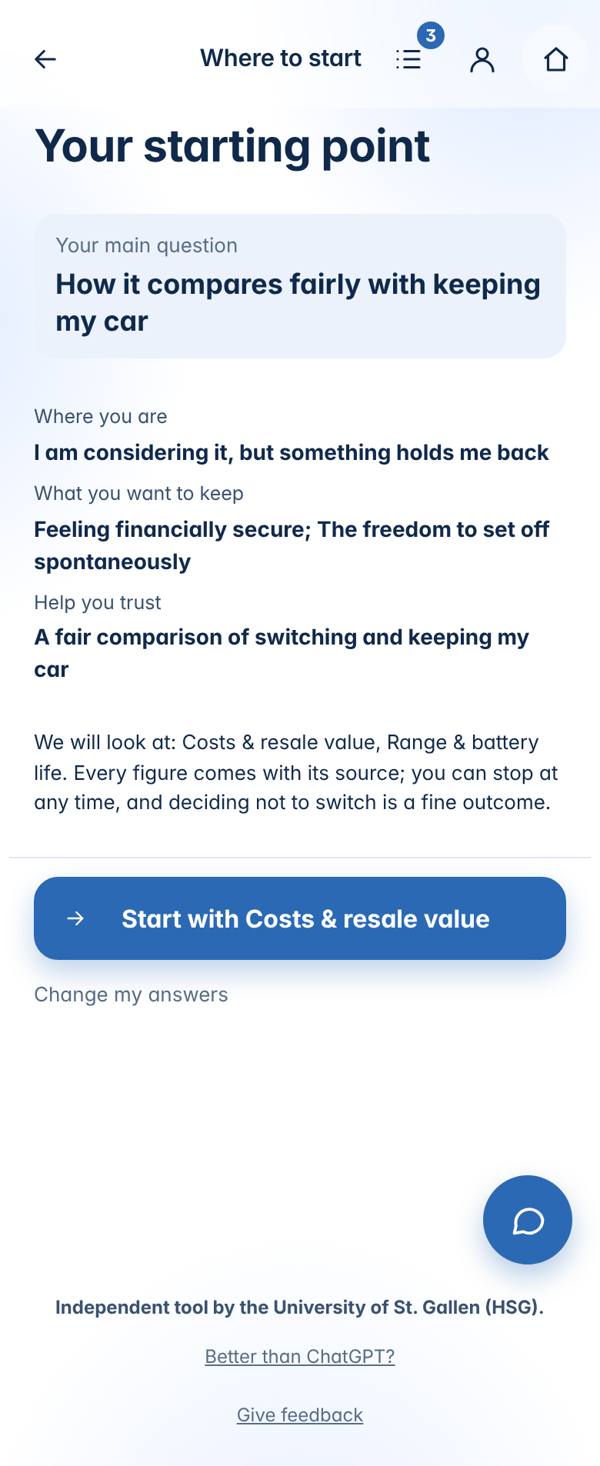 Where to start
3
Your starting point
Your main question
How it compares fairly with keeping
my car
Where you are
I am considering it, but something holds me back
What you want to keep
Feeling financially secure; The freedom to set off
spontaneously
Help you trust
A fair comparison of switching and keeping my
car
We will look at: Costs & resale value, Range & battery
life. Every figure comes with its source; you can stop at
any time, and deciding not to switch is a fine outcome.
Start with Costs & resale value
Change my answers
Independent tool by the University of St. Gallen (HSG).
Better than ChatGPT?
Give feedback